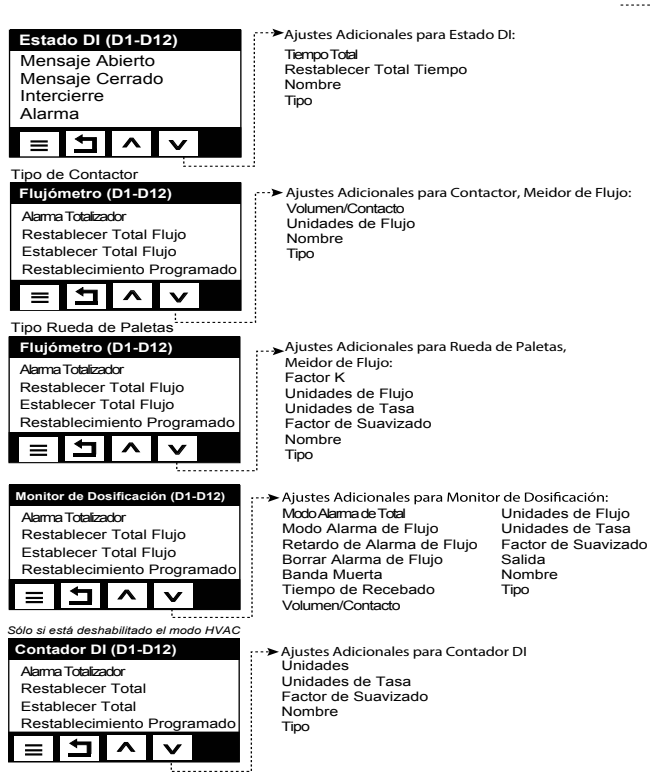 Estado DI (D1-D12)
Mensaje Abierto
Mensaje Cerrado
Intercierre
Alarma
Ajustes Adicionales para Estado DI:
Tiempo Total
Restablecer Total Tiempo
Nombre
Tipo
Tipo de Contactor
Flujómetro (D1-D12)
Alarma Totalizador
Restablecer Total Flujo
Establecer Total Flujo
Restablecimiento Programado
Ajustes Adicionales para Contactor, Meidor de Flujo:
Volumen/Contacto
Unidades de Flujo
Nombre
Tipo
Tipo Rueda de Paletas
Flujómetro (D1-D12)
Alarma Totalizador
Restablecer Total Flujo
Establecer Total Flujo
Restablecimiento Programado
Ajustes Adicionales para Rueda de Paletas,
Meidor de Flujo:
Factor K
Unidades de Flujo
Unidades de Tasa
Factor de Suavizado
Nombre
Tipo
Monitor de Dosificación (D1-D12)
Alarma Totalizador
Restablecer Total Flujo
Establecer Total Flujo
Restablecimiento Programado
Ajustes Adicionales para Monitor de Dosificación:
Modo Alarma de Total
Modo Alarma de Flujo
Retardo de Alarma de Flujo
Borrar Alarma de Flujo
Banda Muerta
Tiempo de Recebado
Volumen/Contacto
Unidades de Flujo
Unidades de Tasa
Factor de Suavizado
Salida
Nombre
Tipo
Sólo si está deshabilitado el modo HVAC
Contador DI (D1-D12)
Alarma Totalizador
Restablecer Total
Establecer Total
Restablecimiento Programado
Ajustes Adicionales para Contador DI
Unidades
Unidades de Tasa
Factor de Suavizado
Nombre
Tipo